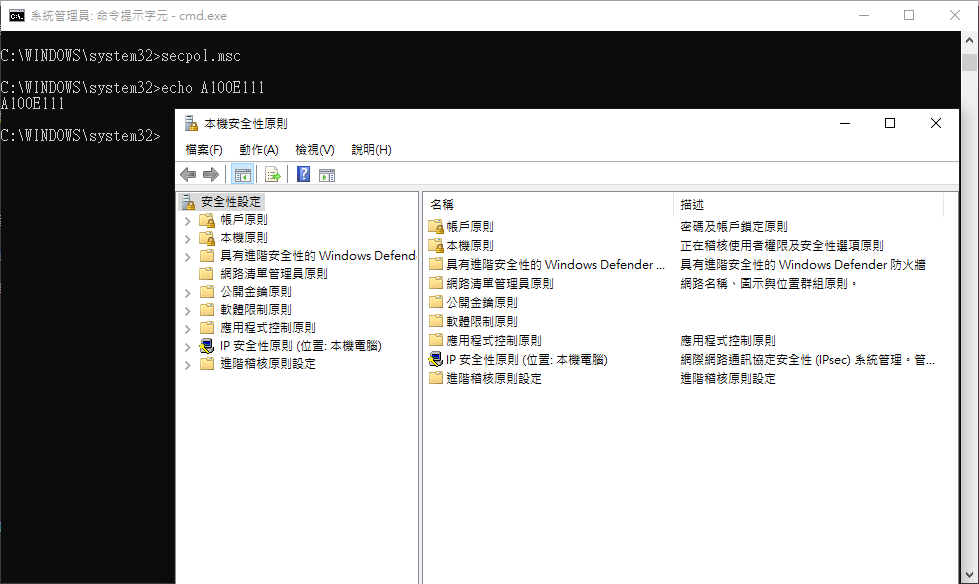 系統管理員: 命令提示字元 - cmd.exe
C:\WINDOWS\system32>secpol.msc
C:\WINDOWS\system32>echo A100E111
A100E111
C:\WINDOWS\system32>
本機安全性原則
檔案(F) 動作(A) 檢視(V) 說明(H)
安全性設定
帳戶原則
本機原則
具有進階安全性的 Windows Defend
網路清單管理員原則
公開金鑰原則
軟體限制原則
應用程式控制原則
IP 安全性原則 (位置: 本機電腦)
進階稽核原則設定
名稱 描述
帳戶原則 密碼及帳戶鎖定原則
本機原則 正在稽核使用者權限及安全性選項原則
具有進階安全性的 Windows Defender ... 具有進階安全性的 Windows Defender 防火牆
網路清單管理員原則 網路名稱、圖示與位置群組原則。
公開金鑰原則
軟體限制原則
應用程式控制原則 應用程式控制原則
IP 安全性原則 (位置: 本機電腦) 網際網路通訊協定安全性 (IPsec) 系統管理。管...
進階稽核原則設定 進階稽核原則設定